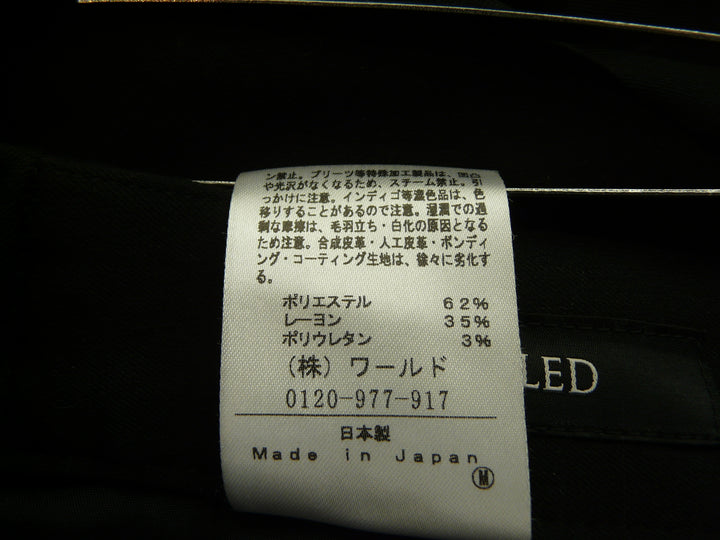 ン禁止。プリーツ等特殊加工製品は、凹凸
や光沢がなくなるため、スチーム禁止。引
っかけに注意。インディゴ等濃色品は、色
移りすることがあるので注意。湿潤での過
剰な摩擦は、毛羽立ち・白化の原因となる
ため注意。合成皮革・人工皮革・ボンディ
ング・コーティング生地は、徐々に劣化す
る。
ポリエステル 62%
レーヨン 35%
ポリウレタン 3%
(株) ワールド
0120-977-917
日本製
Made in Japan
M
LED